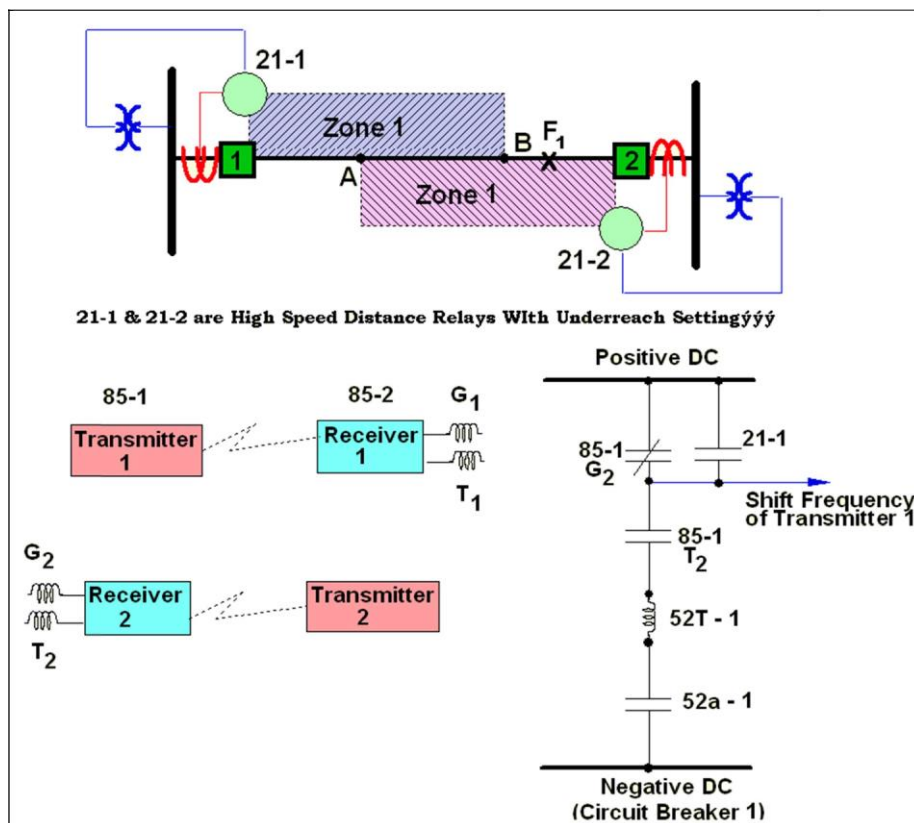 21-1
Zone 1
B
F1
1
2
A
Zone 1
21-2
21-1 & 21-2 are High Speed Distance Relays WIth Underreach Settingýýý
Positive DC
85-1
85-2
G1
Transmitter
1
Receiver
1
T1
85-1
G2
21-1
Shift Frequency
of Transmitter 1
85-1
T2
G2
Receiver
2
T2
Transmitter
2
52T - 1
52a - 1
Negative DC
(Circuit Breaker 1)